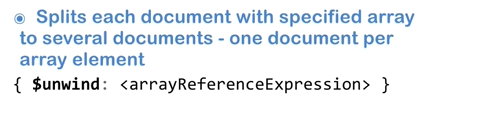 Splits each document with specified array
to several documents - one document per
array element
{ $unwind: <arrayReferenceExpression> }